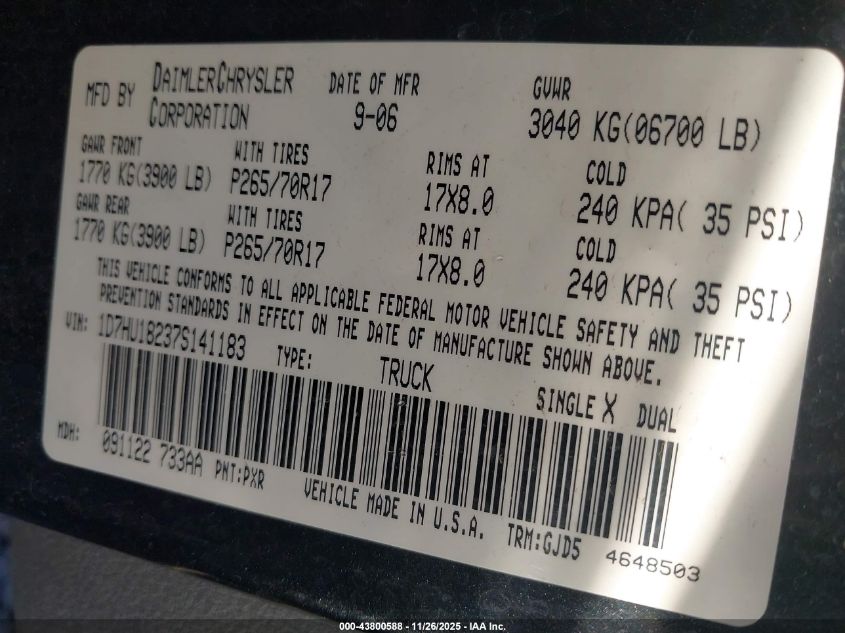 MFD BY DAIMLERCHRYSLER CORPORATION DATE OF MFR 9-06 GVWR 3040 KG(06700 LB)
GAWR FRONT WITH TIRES RIMS AT COLD
1770 KG(3900 LB) P265/70R17 17X8.0 240 KPA( 35 PSI)
GAWR REAR WITH TIRES RIMS AT COLD
1770 KG(3900 LB) P265/70R17 17X8.0 240 KPA( 35 PSI)
THIS VEHICLE CONFORMS TO ALL APPLICABLE FEDERAL MOTOR VEHICLE SAFETY AND THEFT
PREVENTION STANDARDS IN EFFECT ON THE DATE OF MANUFACTURE SHOWN ABOVE.
VIN: 1D7HU18237S141183 TYPE: TRUCK SINGLE X DUAL
MDH: 091122 733AA PNT:PXR VEHICLE MADE IN U.S.A. TRM:GJD5 4648503
000-43800588 - 11/26/2025 - IAA Inc.